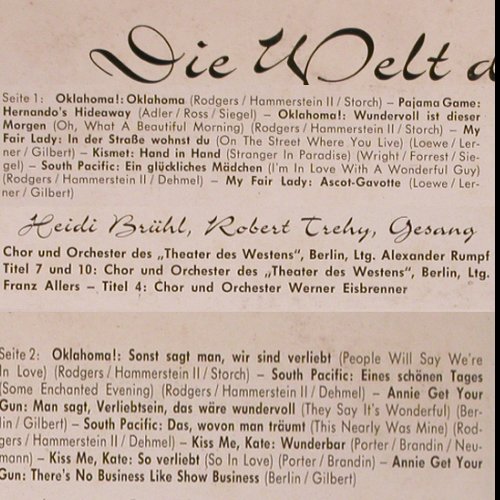 Die Welt d
Seite 1: Oklahoma!: Oklahoma (Rodgers / Hammerstein II / Storch) – Pajama Game:
Hernando's Hideaway (Adler / Ross / Siegel) – Oklahoma!: Wundervoll ist dieser
Morgen (Oh, What A Beautiful Morning) (Rodgers / Hammerstein II / Storch) – My
Fair Lady: In der Straße wohnst du (On The Street Where You Live) (Loewe / Ler-
ner / Gilbert) – Kismet: Hand in Hand (Stranger In Paradise) (Wright / Forrest / Sie-
gel) – South Pacific: Ein glückliches Mädchen (I'm In Love With A Wonderful Guy)
(Rodgers / Hammerstein II / Dehmel) – My Fair Lady: Ascot-Gavotte (Loewe / Ler-
ner / Gilbert)
Heidi Brühl, Robert Trehy, Gesang
Chor und Orchester des „Theater des Westens“, Berlin, Ltg. Alexander Rumpf
Titel 7 und 10: Chor und Orchester des „Theater des Westens“, Berlin, Ltg.
Franz Allers – Titel 4: Chor und Orchester Werner Eisbrenner
Seite 2: Oklahoma!: Sonst sagt man, wir sind verliebt (People Will Say We're
In Love) (Rodgers / Hammerstein II / Storch) – South Pacific: Eines schönen Tages
(Some Enchanted Evening) (Rodgers / Hammerstein II / Dehmel) – Annie Get Your
Gun: Man sagt, Verliebtsein, das wäre wundervoll (They Say It's Wonderful) (Ber-
lin / Gilbert) – South Pacific: Das, wovon man träumt (This Nearly Was Mine) (Rod-
gers / Hammerstein II / Dehmel) – Kiss Me, Kate: Wunderbar (Porter / Brandin / Neu-
mann) – Kiss Me, Kate: So verliebt (So In Love) (Porter / Brandin) – Annie Get Your
Gun: There's No Business Like Show Business (Berlin / Gilbert)